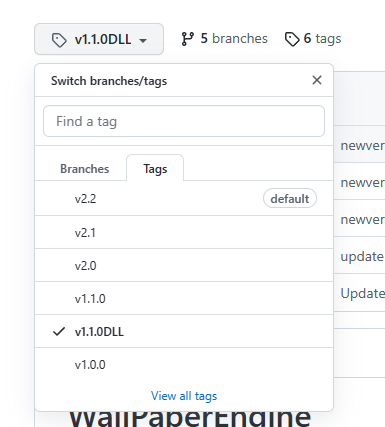 v1.1.0DLL 5 branches 6 tags
Switch branches/tags
Find a tag
Branches Tags
v2.2 default
newver
v2.1
newver
v2.0
newver
v1.1.0
update
v1.1.0DLL
Update
v1.0.0
View all tags
WallPaperEngine